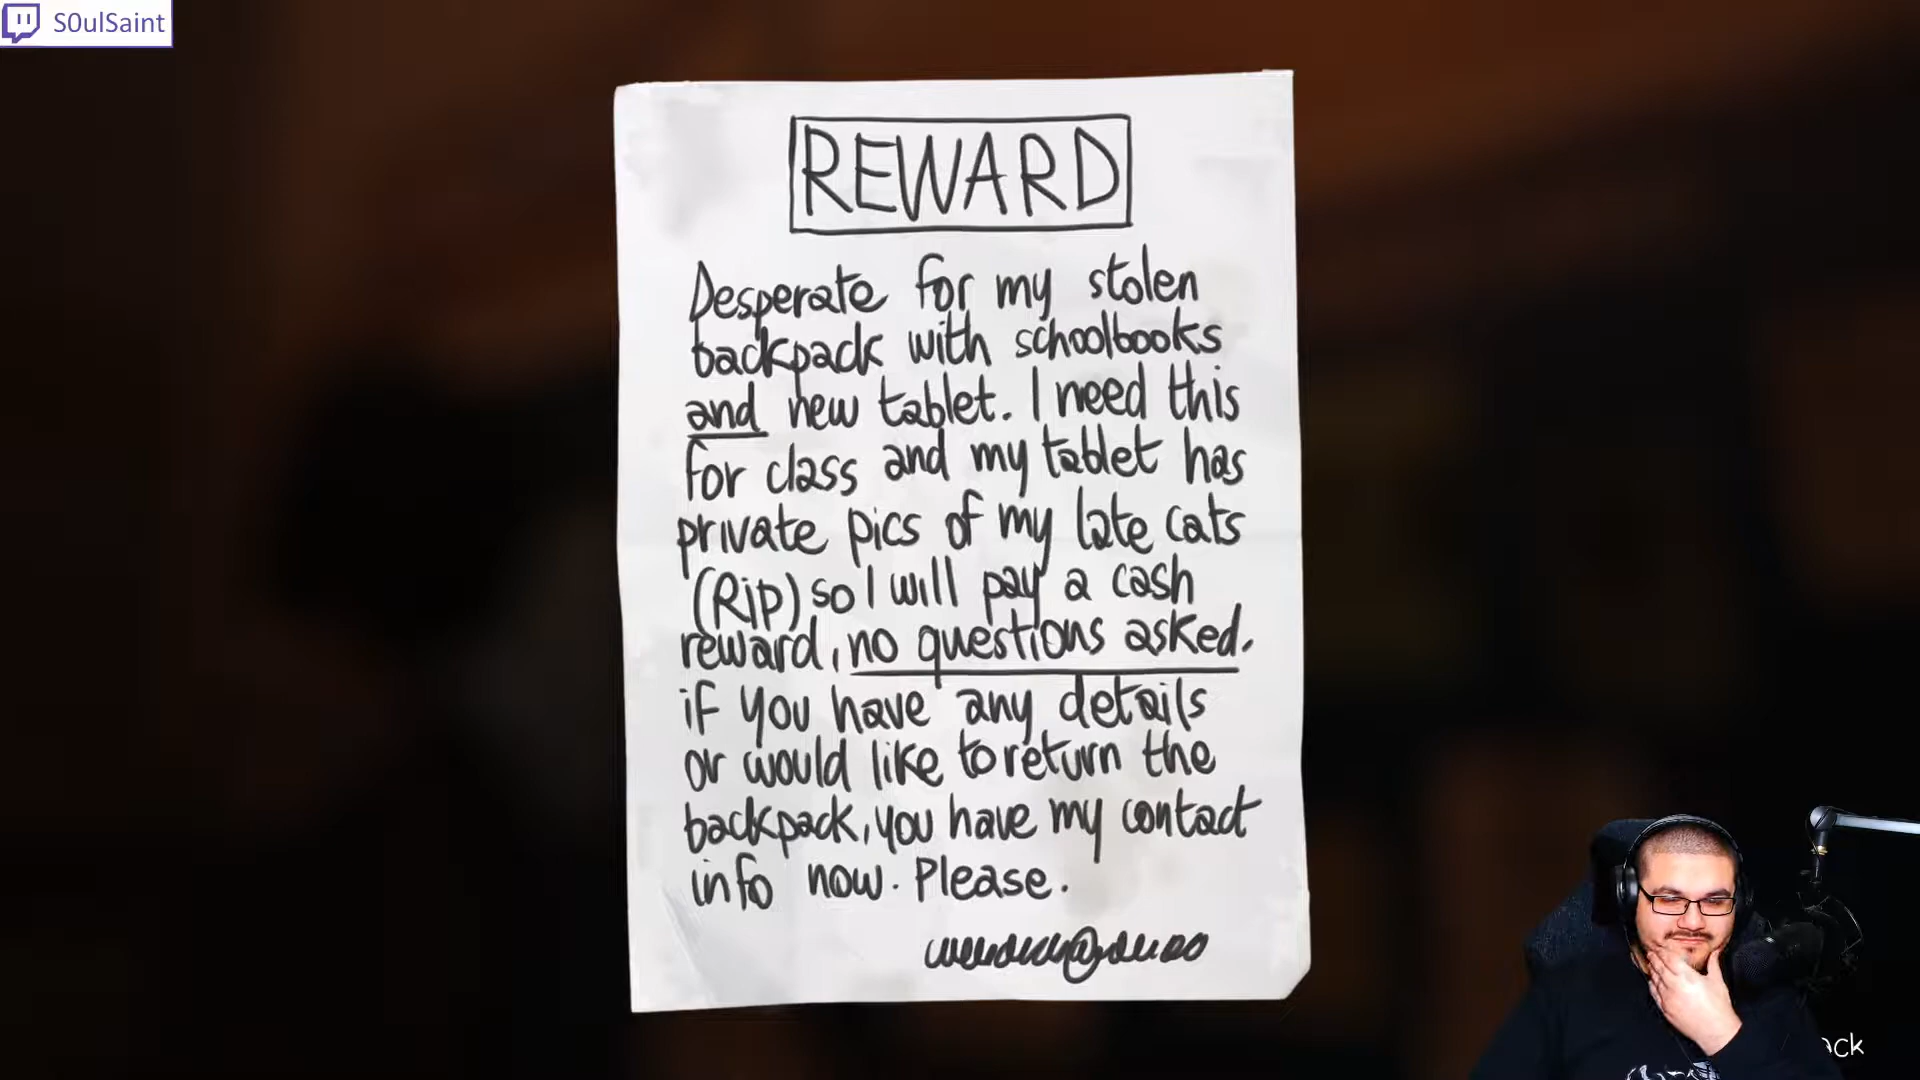 S0ulSaint
REWARD
Desperate for my stolen
backpack with schoolbooks
and new tablet. I need this
for class and my tablet has
private pics of my late cats
(RIP) so I will pay a cash
reward, no questions asked.
if you have any details
or would like to return the
backpack, you have my contact
info now. Please.